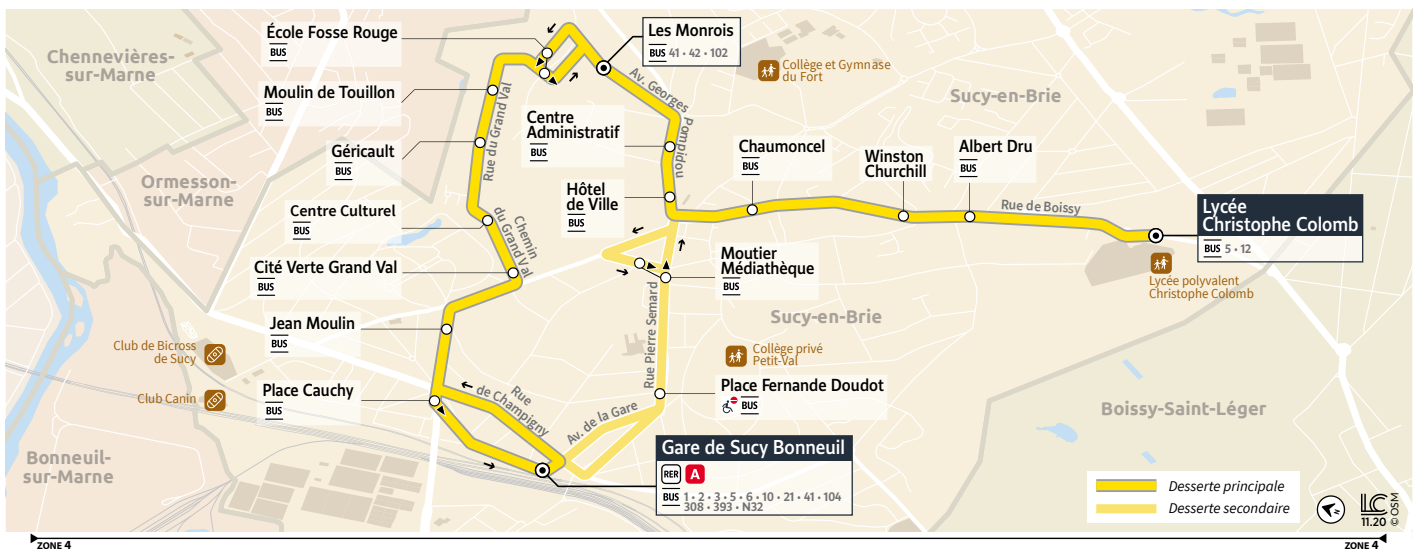 École Fosse Rouge
BUS
Les Monrois
BUS 41 • 42 • 102
Chennevières-
sur-Marne
Collège et Gymnase
du Fort
Moulin de Touillon
BUS
Av. Georges
Pompidou
Sucy-en-Brie
Rue du Grand Val
Centre
Administratif
BUS
Géricault
BUS
Chaumoncel
BUS
Winston
Churchill
Albert Dru
BUS
Ormesson-
sur-Marne
Hôtel
de Ville
BUS
Centre Culturel
BUS
Chemin
du Grand Val
Rue de Boissy
Lycée
Christophe Colomb
BUS 5 • 12
Cité Verte Grand Val
BUS
Moutier
Médiathèque
BUS
Lycée polyvalent
Christophe Colomb
Jean Moulin
BUS
Rue Pierre Semard
Sucy-en-Brie
Club de Bicross
de Sucy
Collège privé
Petit-Val
Place Cauchy
BUS
Rue
de Champigny
Place Fernande Doudot
BUS
Club Canin
Av. de la Gare
Boissy-Saint-Léger
Bonneuil
sur-Marne
Gare de Sucy Bonneuil
RER A
BUS 1 • 2 • 3 • 5 • 6 • 10 • 21 • 41 • 104
308 • 393 • N32
Desserte principale
Desserte secondaire
LC
11.20
© OSM
ZONE 4
ZONE 4